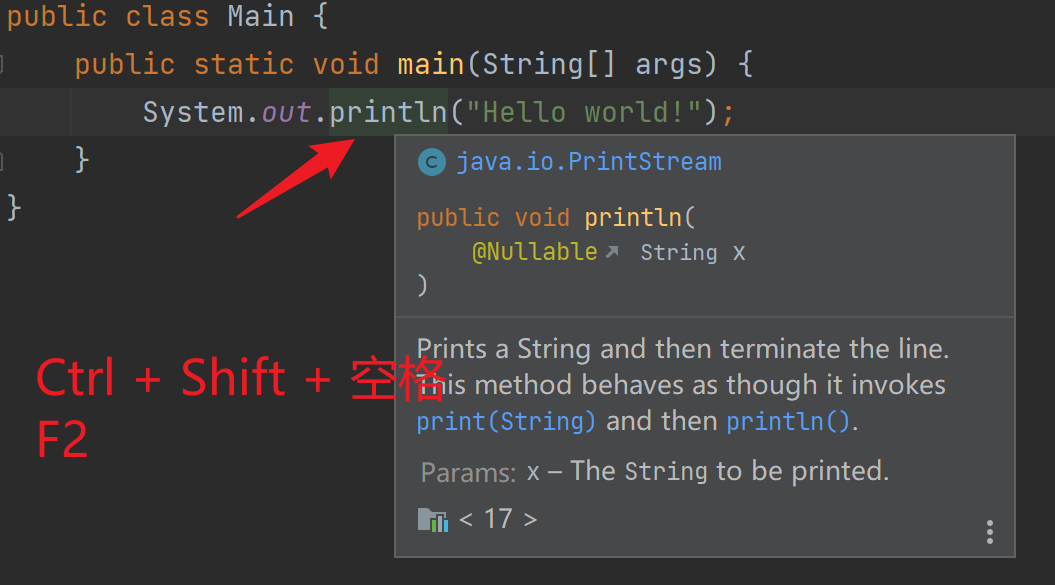 public class Main {
public static void main(String[] args) {
System.out.println("Hello world!");
}
}
java.io.PrintStream
public void println(
@Nullable String x
)
Prints a String and then terminate the line.
This method behaves as though it invokes
print(String) and then println().
Params: x – The String to be printed.
< 17 >
Ctrl + Shift + 空格
F2